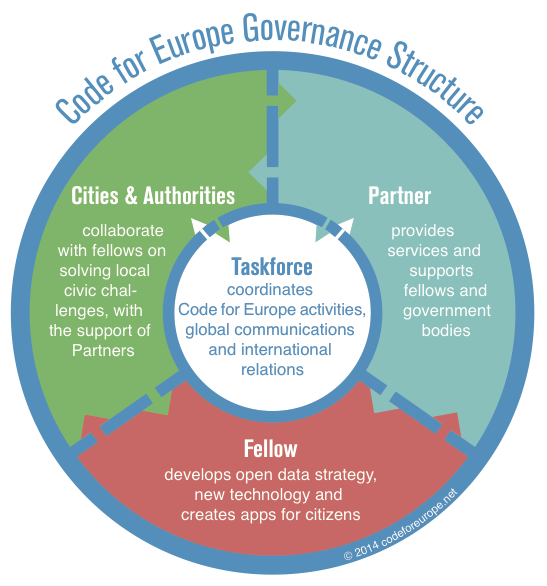 Code for Europe Governance Structure
Cities & Authorities
collaborate
with fellows on
solving local
civic chal-
lenges, with
the support of
Partners
Partner
provides
services and
supports
fellows and
government
bodies
Taskforce
coordinates
Code for Europe activities,
global communications
and international
relations
Fellow
develops open data strategy,
new technology and
creates apps for citizens
© 2014 codeforeurope.net